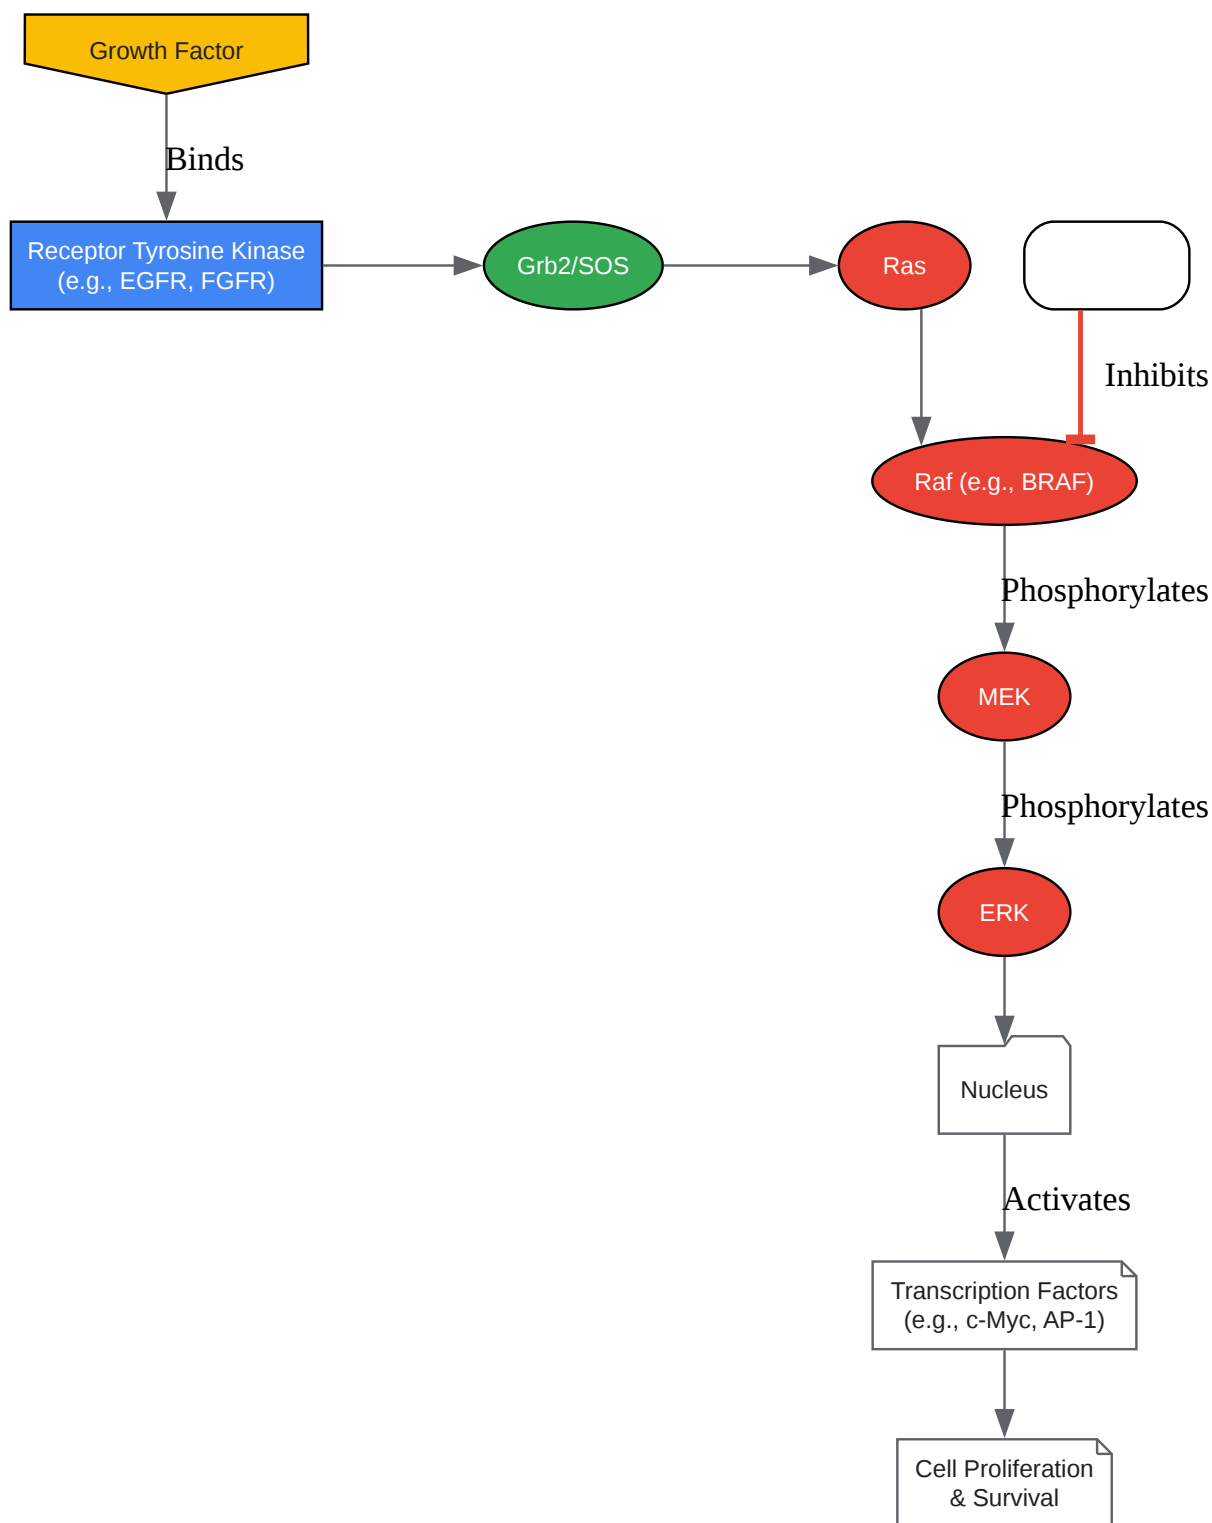 Growth Factor
Binds
Receptor Tyrosine Kinase
(e.g., EGFR, FGFR)
Grb2/SOS
Ras
Inhibits
Raf (e.g., BRAF)
Phosphorylates
MEK
Phosphorylates
ERK
Nucleus
Activates
Transcription Factors
(e.g., c-Myc, AP-1)
Cell Proliferation
& Survival